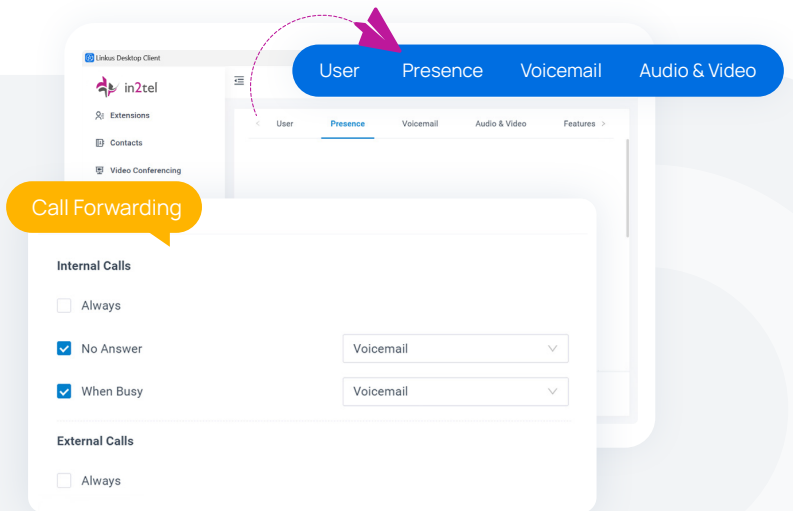 Linkus Desktop Client
in2tel
User Presence Voicemail Audio & Video
Extensions
Contacts
Video Conferencing
< User Presence Voicemail Audio & Video Features >
Call Forwarding
Internal Calls
Always
No Answer Voicemail
When Busy Voicemail
External Calls
Always